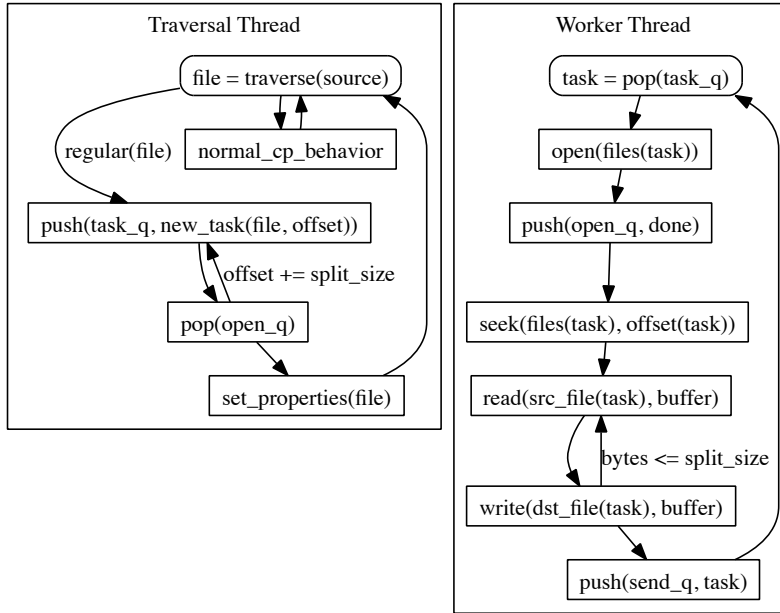 Traversal Thread
file = traverse(source)
normal_cp_behavior
regular(file)
push(task_q, new_task(file, offset))
offset += split_size
pop(open_q)
set_properties(file)
Worker Thread
task = pop(task_q)
open(files(task))
push(open_q, done)
seek(files(task), offset(task))
read(src_file(task), buffer)
bytes <= split_size
write(dst_file(task), buffer)
push(send_q, task)